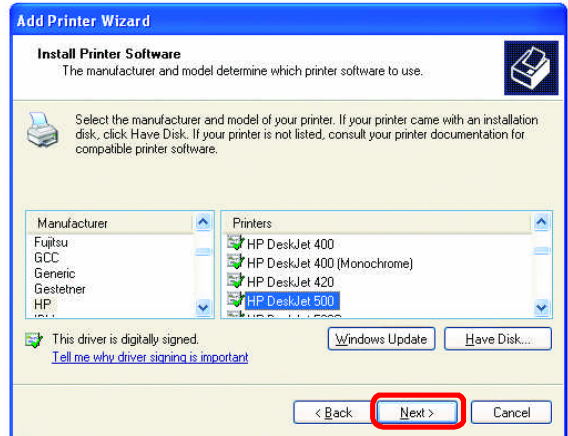 Add Printer Wizard
Install Printer Software
The manufacturer and model determine which printer software to use.
Select the manufacturer and model of your printer. If your printer came with an installation
disk, click Have Disk. If your printer is not listed, consult your printer documentation for
compatible printer software.
Manufacturer
Fujitsu
GCC
Generic
Gestetner
HP
Printers
HP DeskJet 400
HP DeskJet 400 (Monochrome)
HP DeskJet 420
HP DeskJet 500
This driver is digitally signed.
Tell me why driver signing is important
Windows Update
Have Disk...
< Back
Next >
Cancel